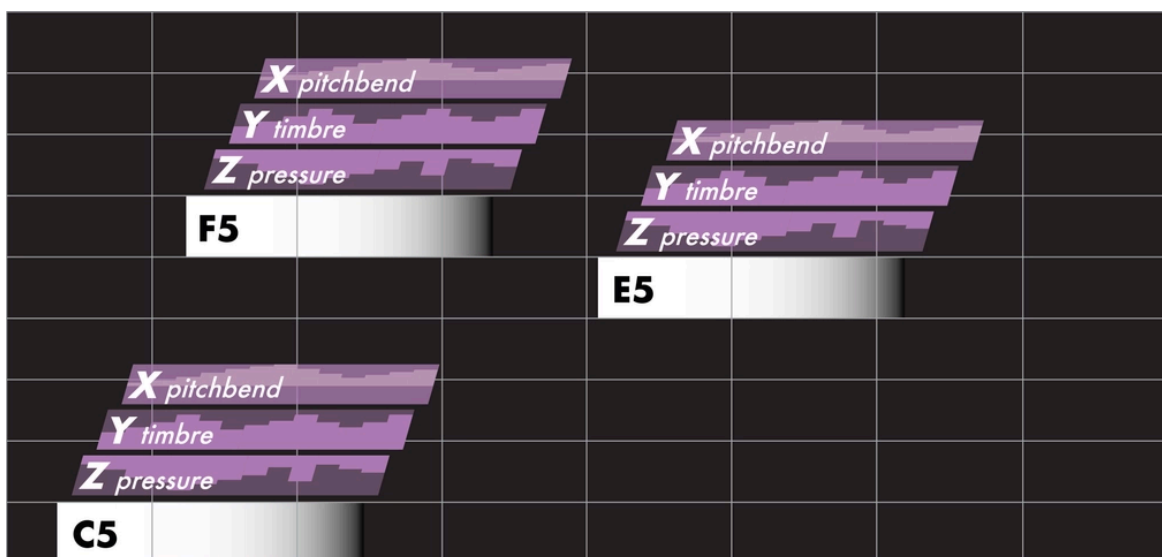 X pitchbend
Y timbre
Z pressure
F5
X pitchbend
Y timbre
Z pressure
E5
X pitchbend
Y timbre
Z pressure
C5